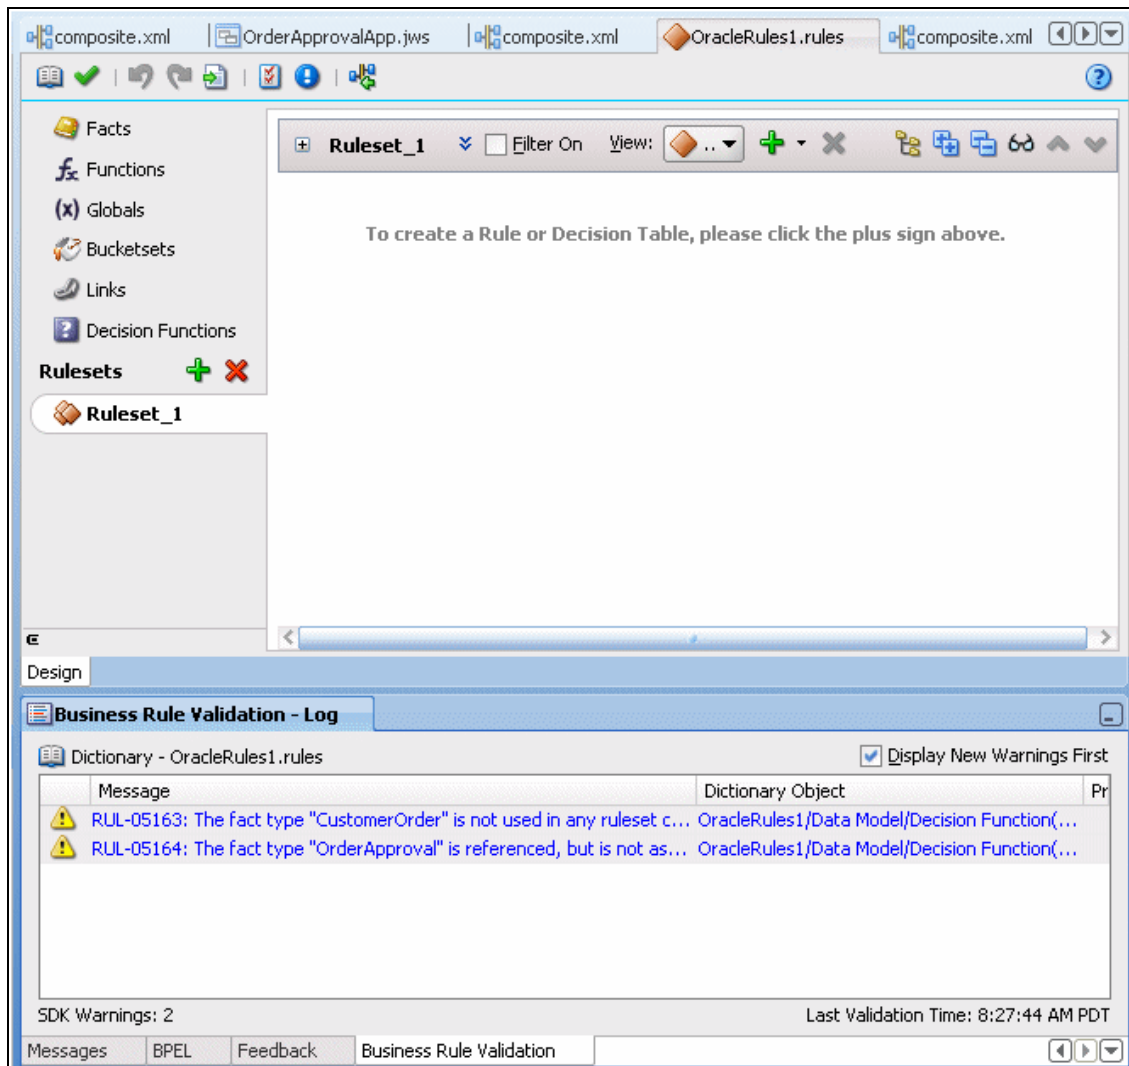 composite.xml OrderApprovalApp.jws composite.xml OracleRules1.rules composite.xml
Facts
Functions
Globals
Bucketsets
Links
Decision Functions
Rulesets
Ruleset_1
Ruleset_1 Filter On View: ..
To create a Rule or Decision Table, please click the plus sign above.
Design
Business Rule Validation - Log
Dictionary - OracleRules1.rules Display New Warnings First
Message Dictionary Object Pr
RUL-05163: The fact type "CustomerOrder" is not used in any ruleset c... OracleRules1/Data Model/Decision Function(...
RUL-05164: The fact type "OrderApproval" is referenced, but is not as... OracleRules1/Data Model/Decision Function(...
SDK Warnings: 2 Last Validation Time: 8:27:44 AM PDT
Messages BPEL Feedback Business Rule Validation